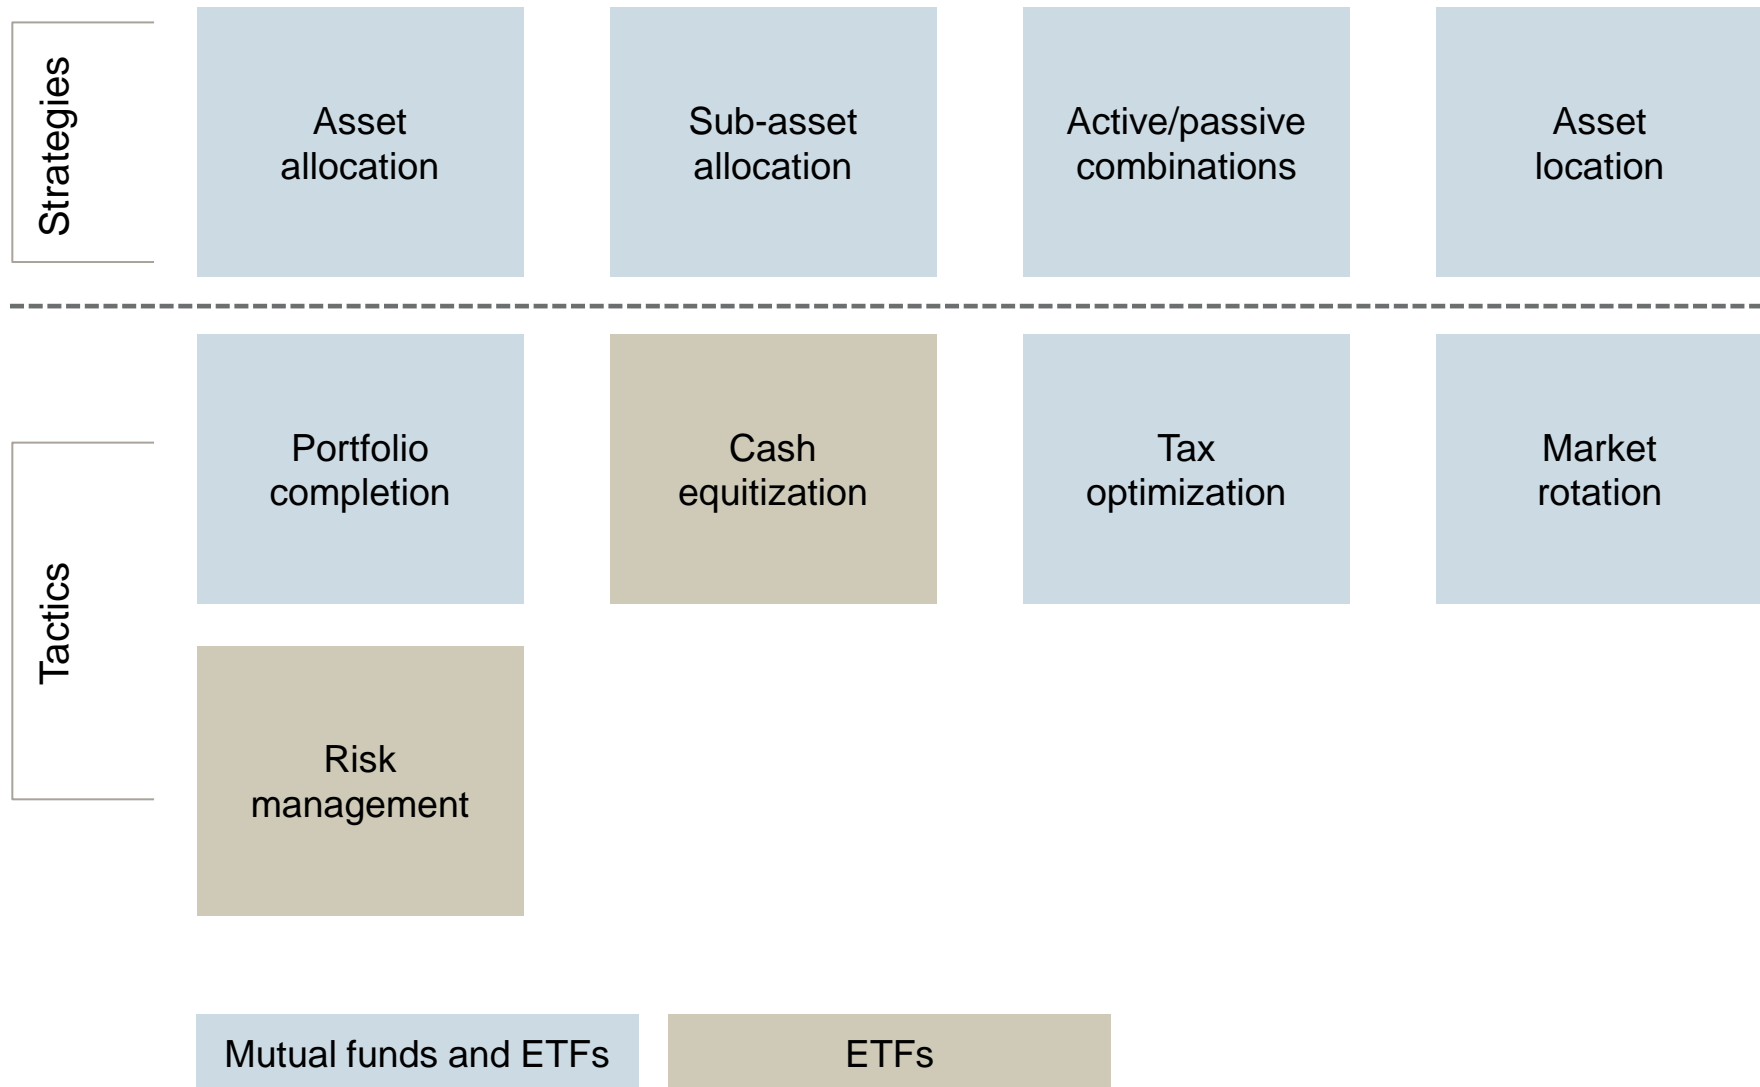 Strategies
Asset
allocation
Sub-asset
allocation
Active/passive
combinations
Asset
location
Tactics
Portfolio
completion
Cash
equitization
Tax
optimization
Market
rotation
Risk
management
Mutual funds and ETFs
ETFs